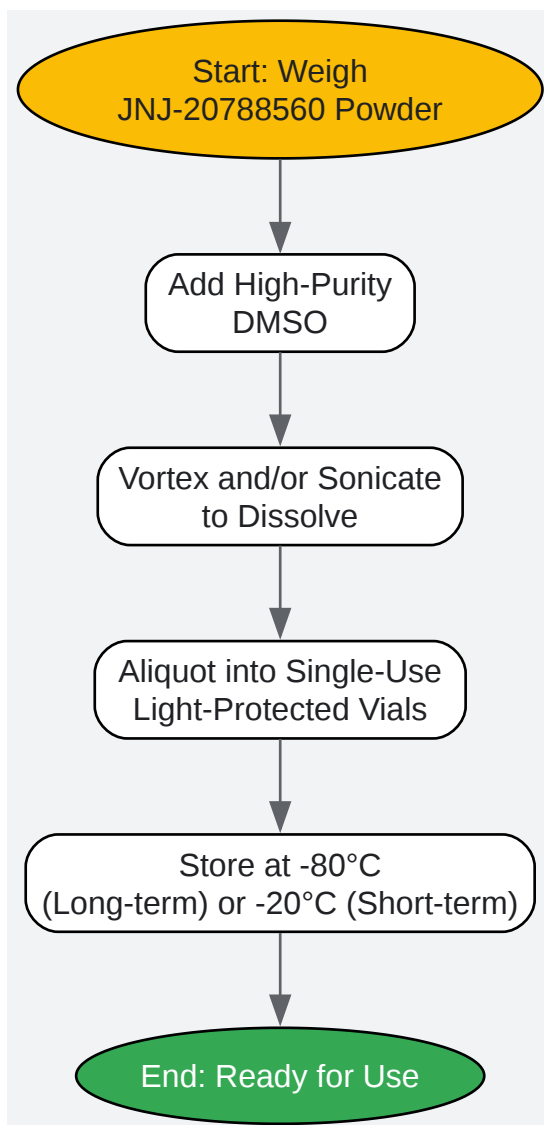 Start: Weigh
JNJ-20788560 Powder
Add High-Purity
DMSO
Vortex and/or Sonicate
to Dissolve
Aliquot into Single-Use
Light-Protected Vials
Store at -80°C
(Long-term) or -20°C (Short-term)
End: Ready for Use